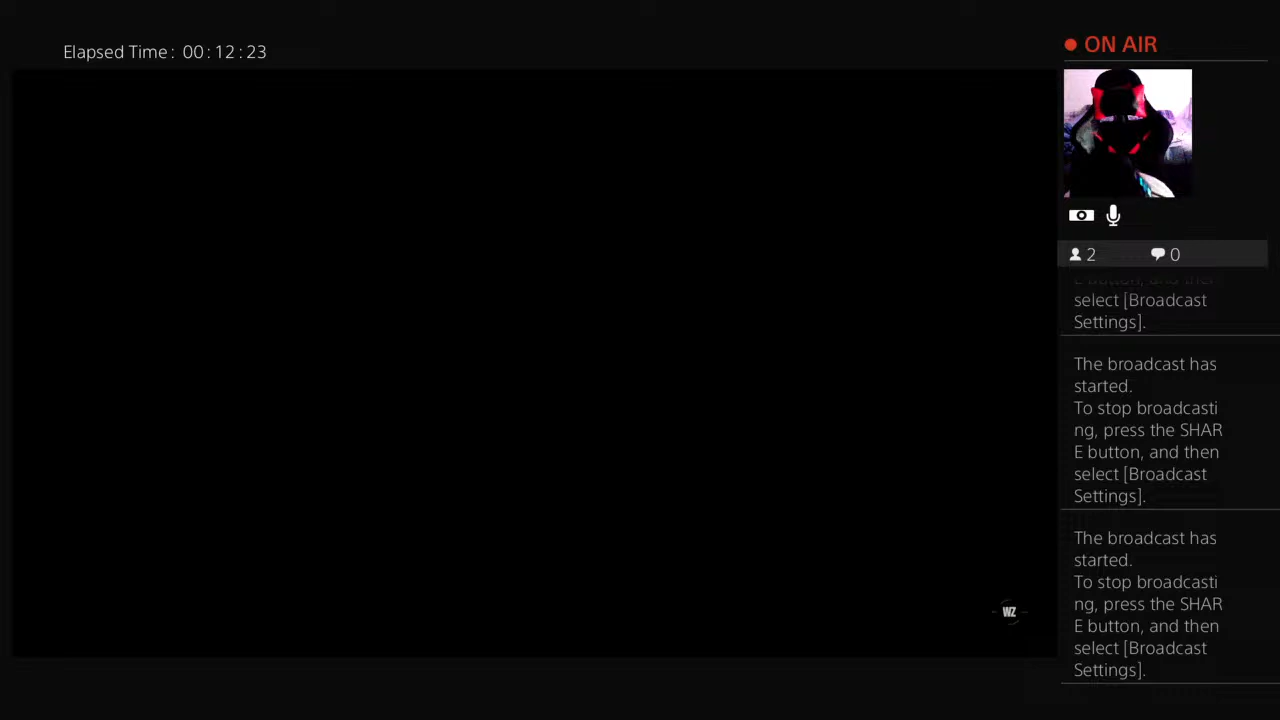 Elapsed Time: 00:12:23
ON AIR
2 0
select [Broadcast
Settings].
The broadcast has
started.
To stop broadcasti
ng, press the SHAR
E button, and then
select [Broadcast
Settings].
The broadcast has
started.
To stop broadcasti
ng, press the SHAR
E button, and then
select [Broadcast
Settings].
WZ